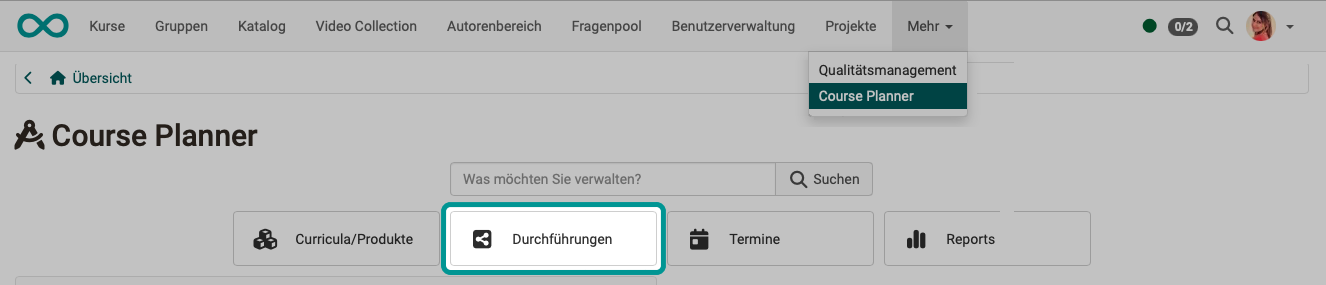 Kurse Gruppen Katalog Video Collection Autorenbereich Fragenpool Benutzerverwaltung Projekte Mehr 0/2
Qualitätsmanagement
Course Planner
Übersicht
Course Planner
Was möchten Sie verwalten? Suchen
Curricula/Produkte Durchführungen Termine Reports